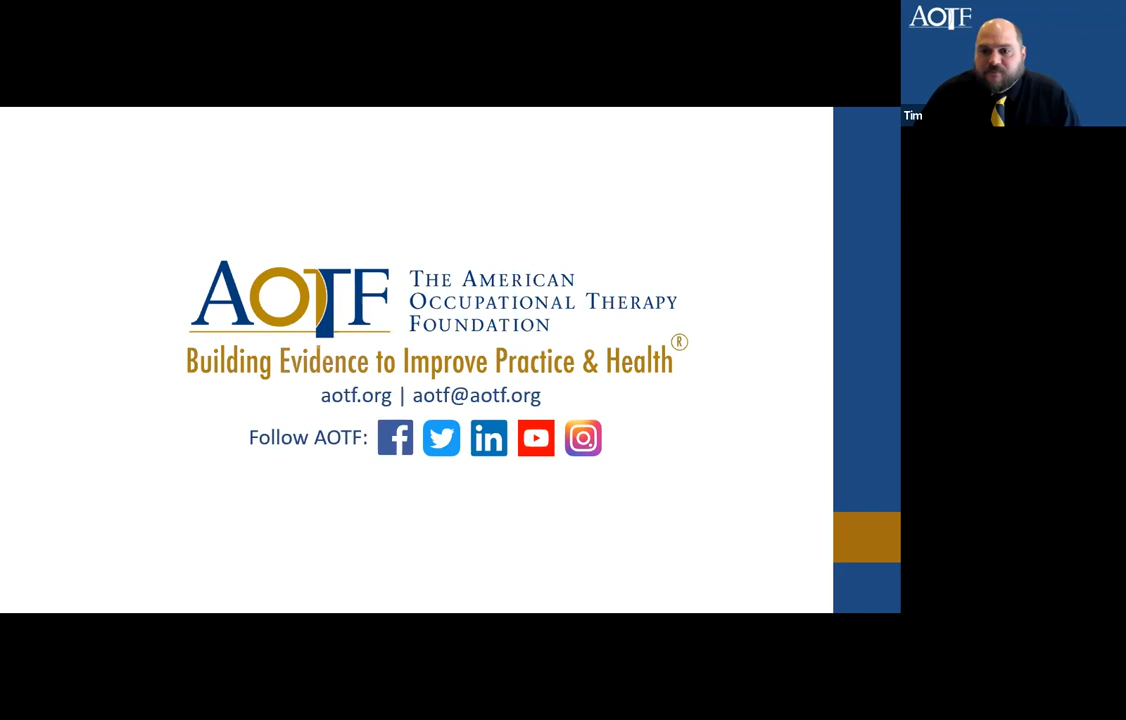 AOTF
Tim
AOTF
THE AMERICAN
OCCUPATIONAL THERAPY
FOUNDATION
Building Evidence to Improve Practice & Health®
aotf.org | aotf@aotf.org
Follow AOTF: